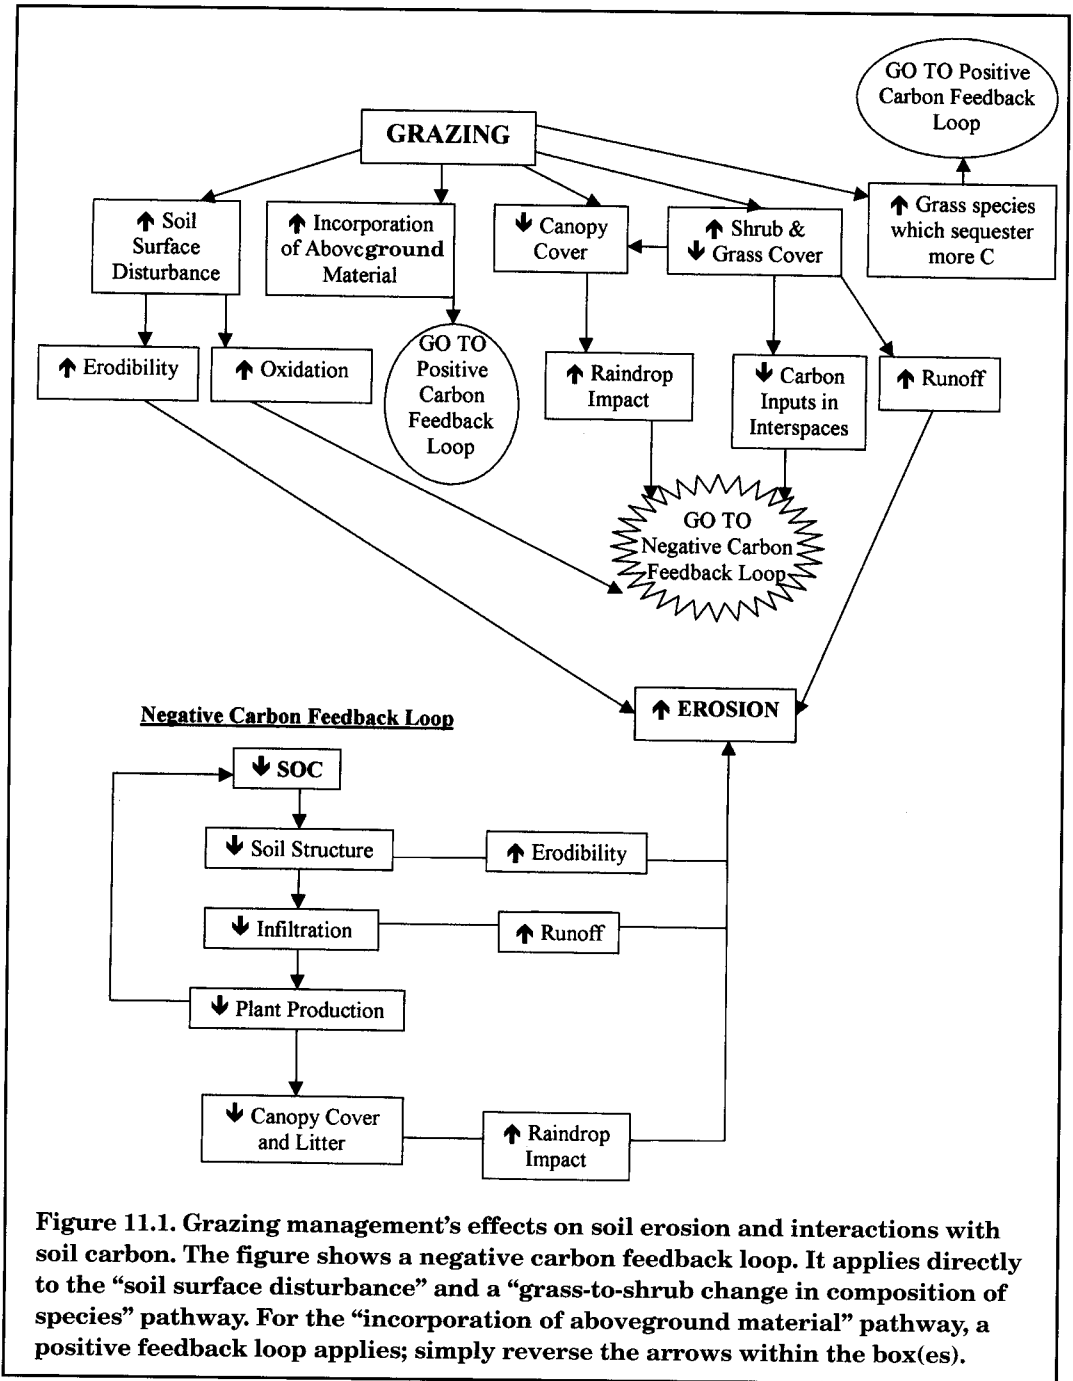 GO TO Positive
Carbon Feedback
Loop
GRAZING
↑ Soil
Surface
Disturbance
↑ Incorporation
of Aboveground
Material
↓ Canopy
Cover
↑ Shrub &
↓ Grass Cover
↑ Grass species
which sequester
more C
↑ Erodibility
↑ Oxidation
GO TO
Positive
Carbon
Feedback
Loop
↑ Raindrop
Impact
↓ Carbon
Inputs in
Interspaces
↑ Runoff
GO TO
Negative Carbon
Feedback Loop
↑ EROSION
Negative Carbon Feedback Loop
↓ SOC
↓ Soil Structure
↑ Erodibility
↓ Infiltration
↑ Runoff
↓ Plant Production
↓ Canopy Cover
and Litter
↑ Raindrop
Impact
Figure 11.1. Grazing management's effects on soil erosion and interactions with
soil carbon. The figure shows a negative carbon feedback loop. It applies directly
to the “soil surface disturbance” and a “grass-to-shrub change in composition of
species” pathway. For the “incorporation of aboveground material” pathway, a
positive feedback loop applies; simply reverse the arrows within the box(es).